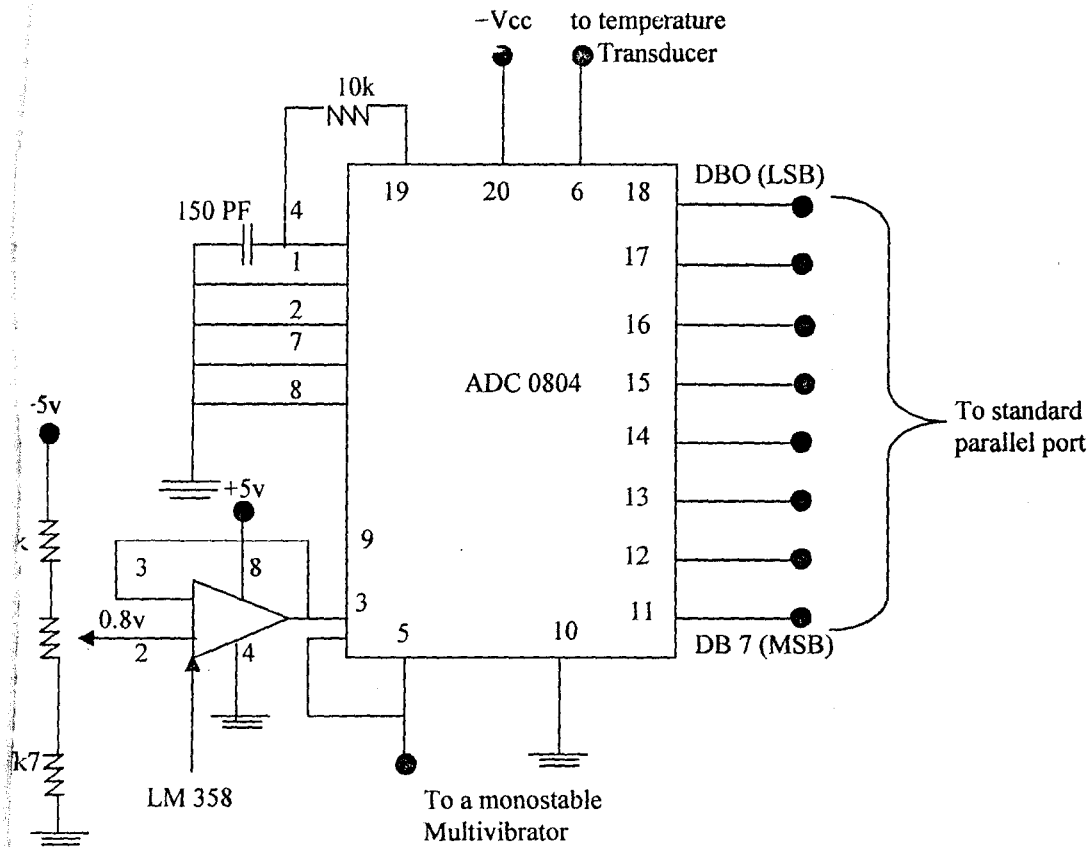 –Vcc
to temperature
Transducer
10k
19
20
6
18
DBO (LSB)
150 PF
4
1
17
2
16
7
ADC 0804
15
8
14
To standard
parallel port
-5v
+5v
13
9
12
3
8
3
11
0.8v
2
4
5
10
DB 7 (MSB)
k7
LM 358
To a monostable
Multivibrator